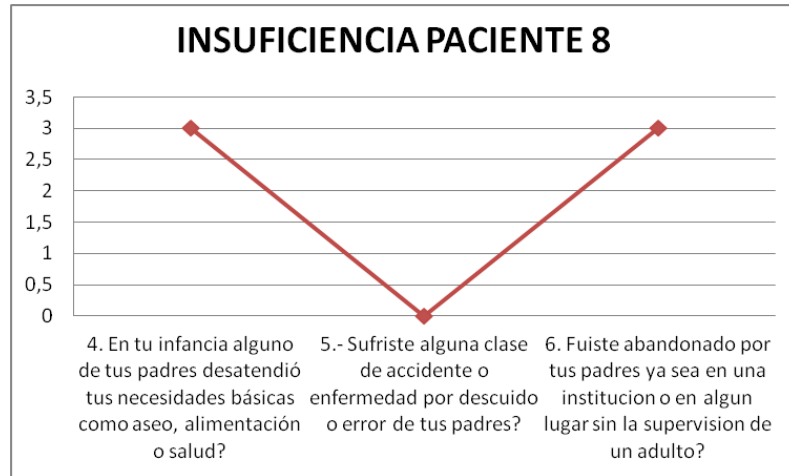 INSUFICIENCIA PACIENTE 8
3,5
3
2,5
2
1,5
1
0,5
0
4. En tu infancia alguno
de tus padres desatendió
tus necesidades básicas
como aseo, alimentación
o salud?
5.- Sufriste alguna clase
de accidente o
enfermedad por descuido
o error de tus padres?
6. Fuiste abandonado por
tus padres ya sea en una
institucion o en algun
lugar sin la supervision de
un adulto?